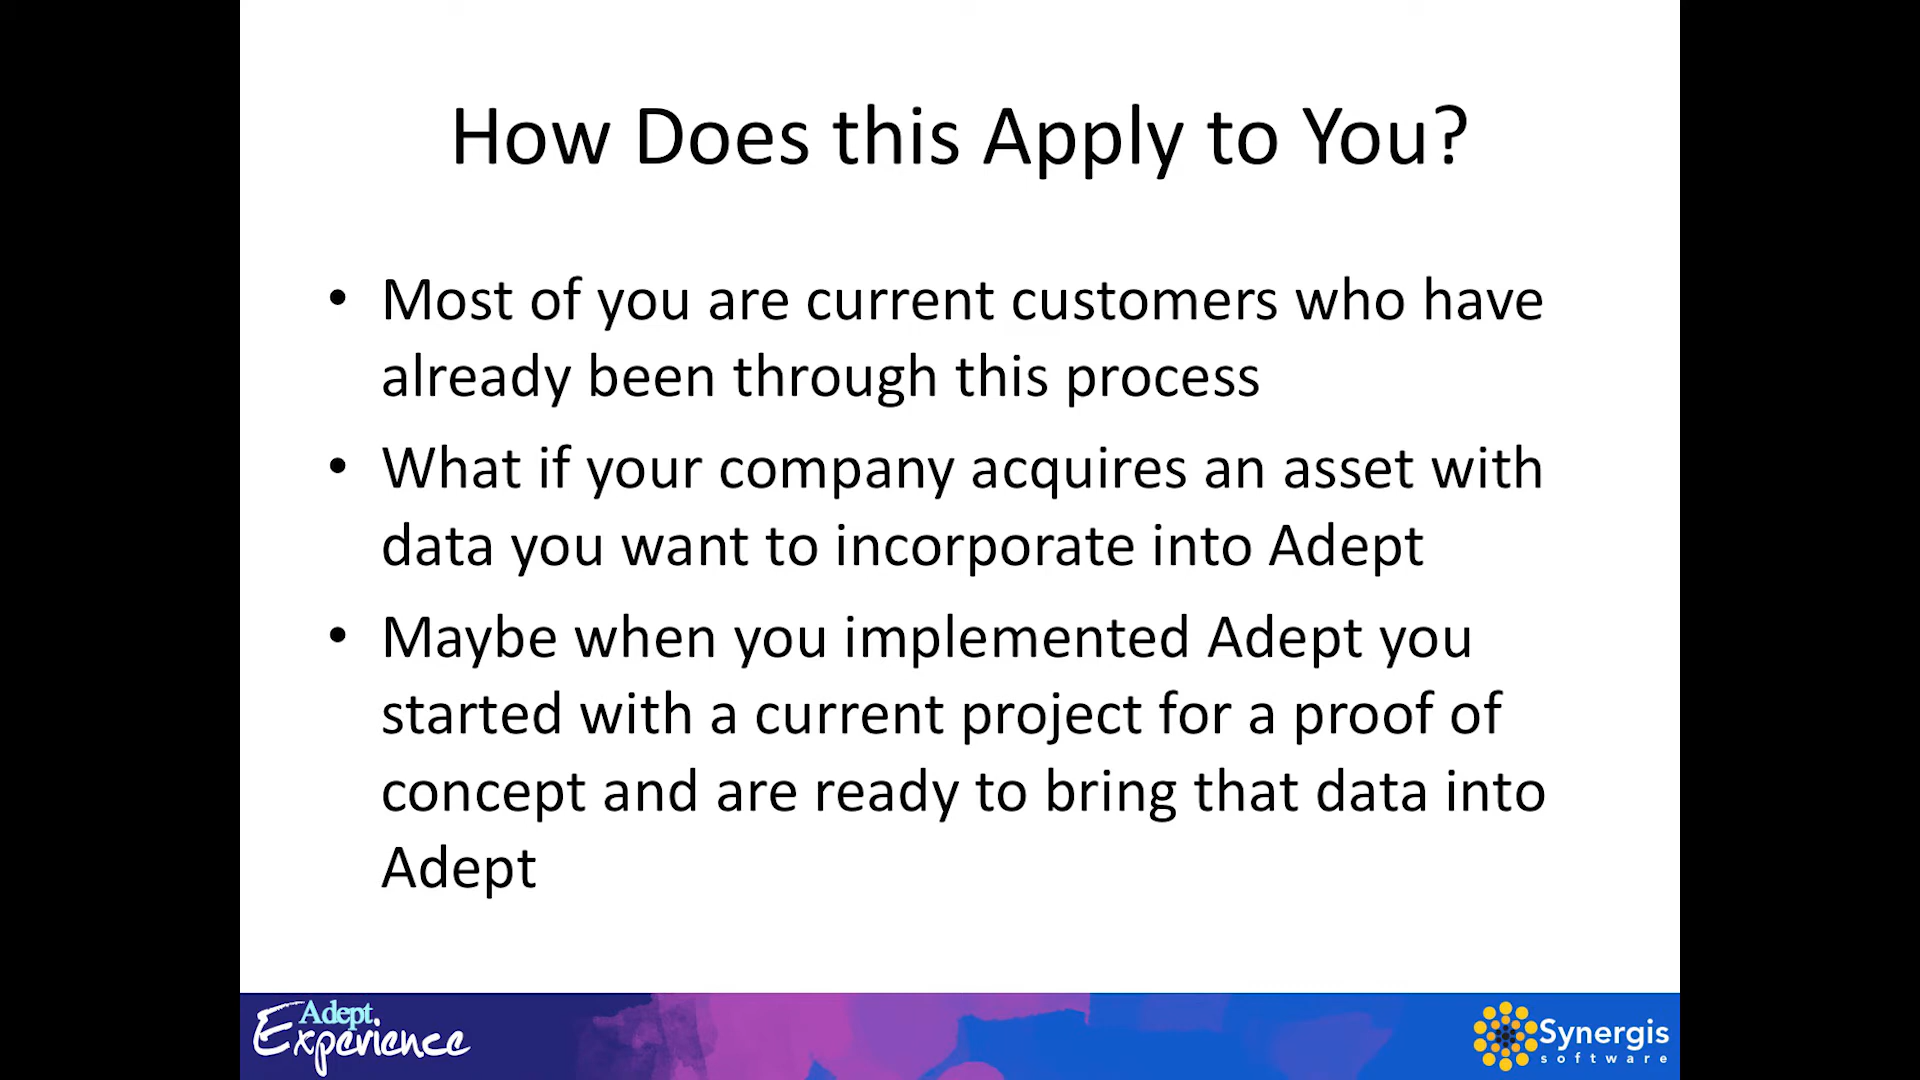 How Does this Apply to You?
• Most of you are current customers who have
already been through this process
• What if your company acquires an asset with
data you want to incorporate into Adept
• Maybe when you implemented Adept you
started with a current project for a proof of
concept and are ready to bring that data into
Adept
Adept
Experience
Synergis
software